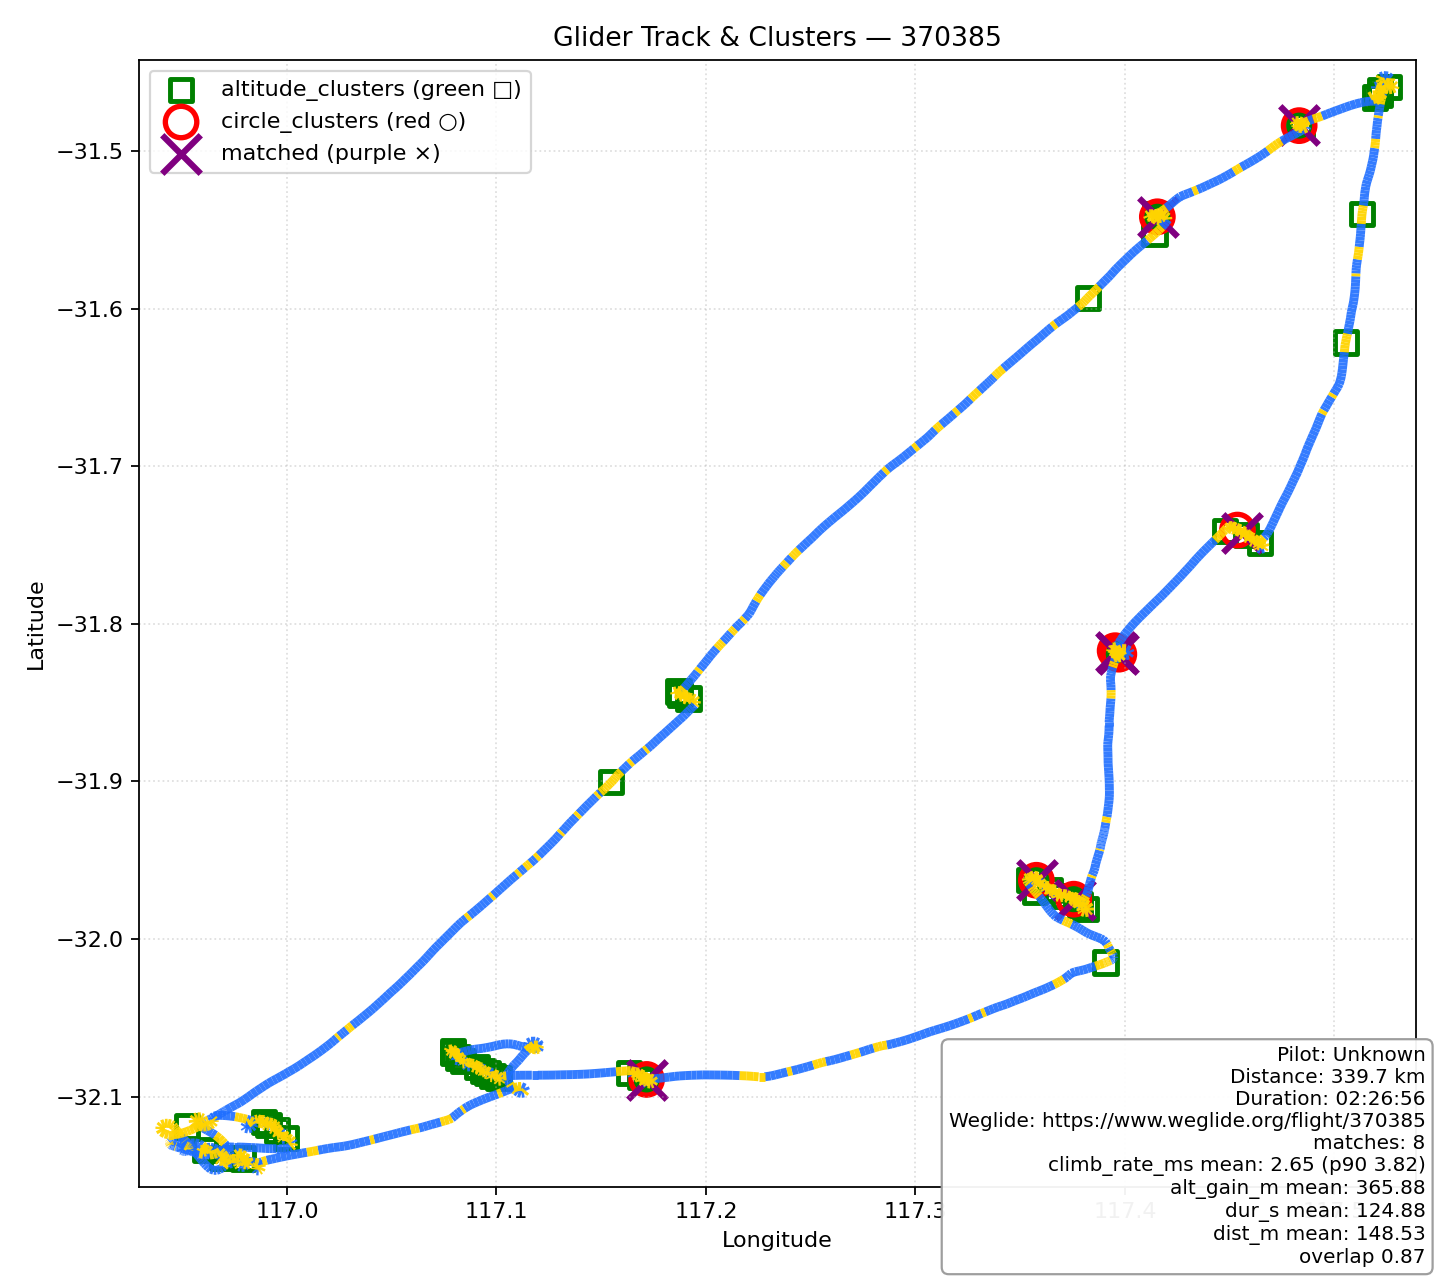 Glider Track & Clusters — 370385
altitude_clusters (green □)
circle_clusters (red ○)
matched (purple ×)
−31.5
−31.6
−31.7
−31.8
−31.9
−32.0
−32.1
Latitude
117.0
117.1
117.2
117.3
117.4
Longitude
Pilot: Unknown
Distance: 339.7 km
Duration: 02:26:56
Weglide: https://www.weglide.org/flight/370385
matches: 8
climb_rate_ms mean: 2.65 (p90 3.82)
alt_gain_m mean: 365.88
dur_s mean: 124.88
dist_m mean: 148.53
overlap 0.87